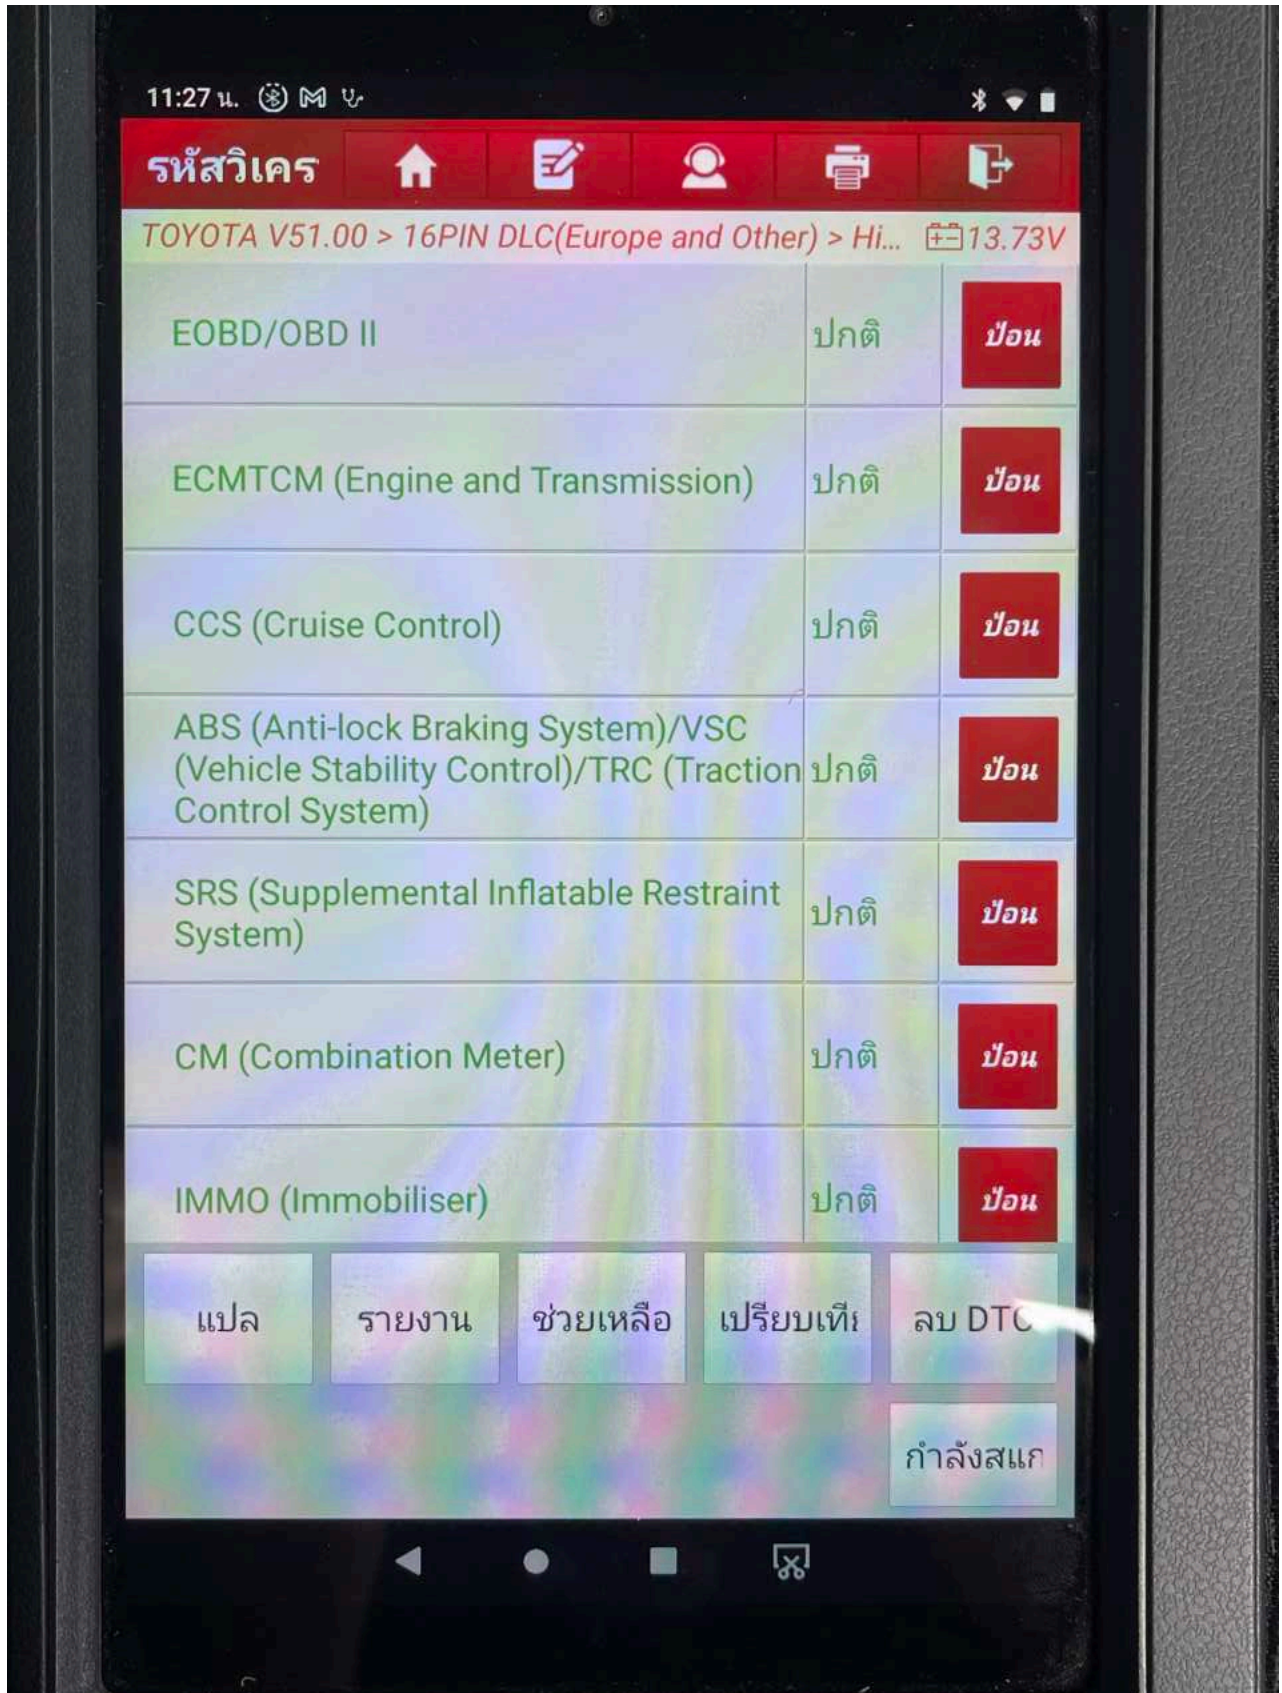 11:27 น.
รหัสวิเคร
TOYOTA V51.00 > 16PIN DLC(Europe and Other) > Hi... 13.73V
EOBD/OBD II ปกติ ป้อน
ECMTCM (Engine and Transmission) ปกติ ป้อน
CCS (Cruise Control) ปกติ ป้อน
ABS (Anti-lock Braking System)/VSC
(Vehicle Stability Control)/TRC (Traction ปกติ ป้อน
Control System)
SRS (Supplemental Inflatable Restraint
System) ปกติ ป้อน
CM (Combination Meter) ปกติ ป้อน
IMMO (Immobiliser) ปกติ ป้อน
แปล รายงาน ช่วยเหลือ เปรียบเที ลบ DTC
กำลังสแก